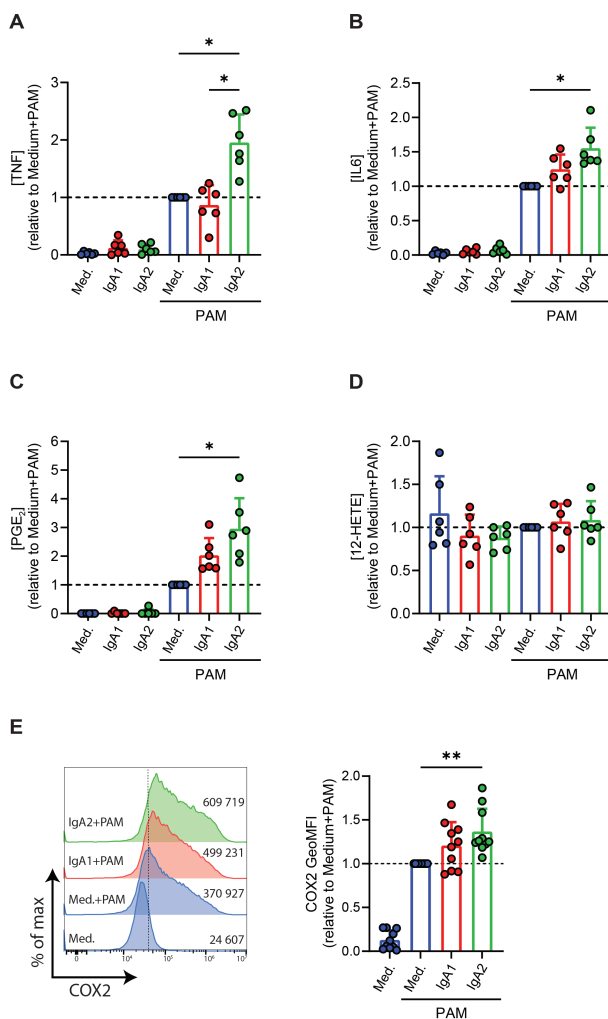 A
B
*
*
*
3
2
1
0
[TNF]
(relative to Medium+PAM)
Med.
IgA1
IgA2
Med.
IgA1
IgA2
PAM
2.5
2.0
1.5
1.0
0.5
0.0
[IL6]
(relative to Medium+PAM)
Med.
IgA1
IgA2
Med.
IgA1
IgA2
PAM
C
D
*
6
5
4
3
2
1
0
[PGE2]
(relative to Medium+PAM)
Med.
IgA1
IgA2
Med.
IgA1
IgA2
PAM
2.0
1.5
1.0
0.5
0.0
[12-HETE]
(relative to Medium+PAM)
Med.
IgA1
IgA2
Med.
IgA1
IgA2
PAM
E
IgA2+PAM
609 719
IgA1+PAM
499 231
Med.+PAM
370 927
Med.
24 607
0
10⁴
10⁵
10⁶
10⁷
% of max
COX2
**
2.0
1.5
1.0
0.5
0.0
COX2 GeoMFI
(relative to Medium+PAM)
Med.
Med.
IgA1
IgA2
PAM